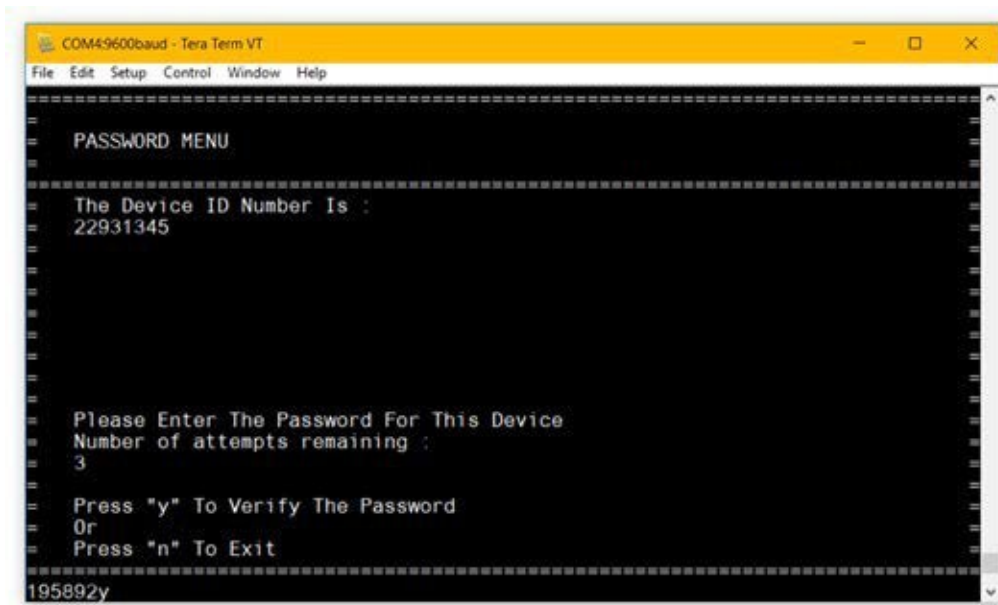 COM4:9600baud - Tera Term VT
File Edit Setup Control Window Help
================================================================================
=                                                                              =
=   PASSWORD MENU                                                              =
=                                                                              =
================================================================================
=   The Device ID Number Is :                                                  =
=   22931345                                                                   =
=                                                                              =
=                                                                              =
=                                                                              =
=                                                                              =
=                                                                              =
=                                                                              =
=                                                                              =
=                                                                              =
=   Please Enter The Password For This Device                                  =
=   Number of attempts remaining :                                             =
=   3                                                                          =
=                                                                              =
=   Press "y" To Verify The Password                                           =
=   Or                                                                         =
=   Press "n" To Exit                                                          =
================================================================================
195892y